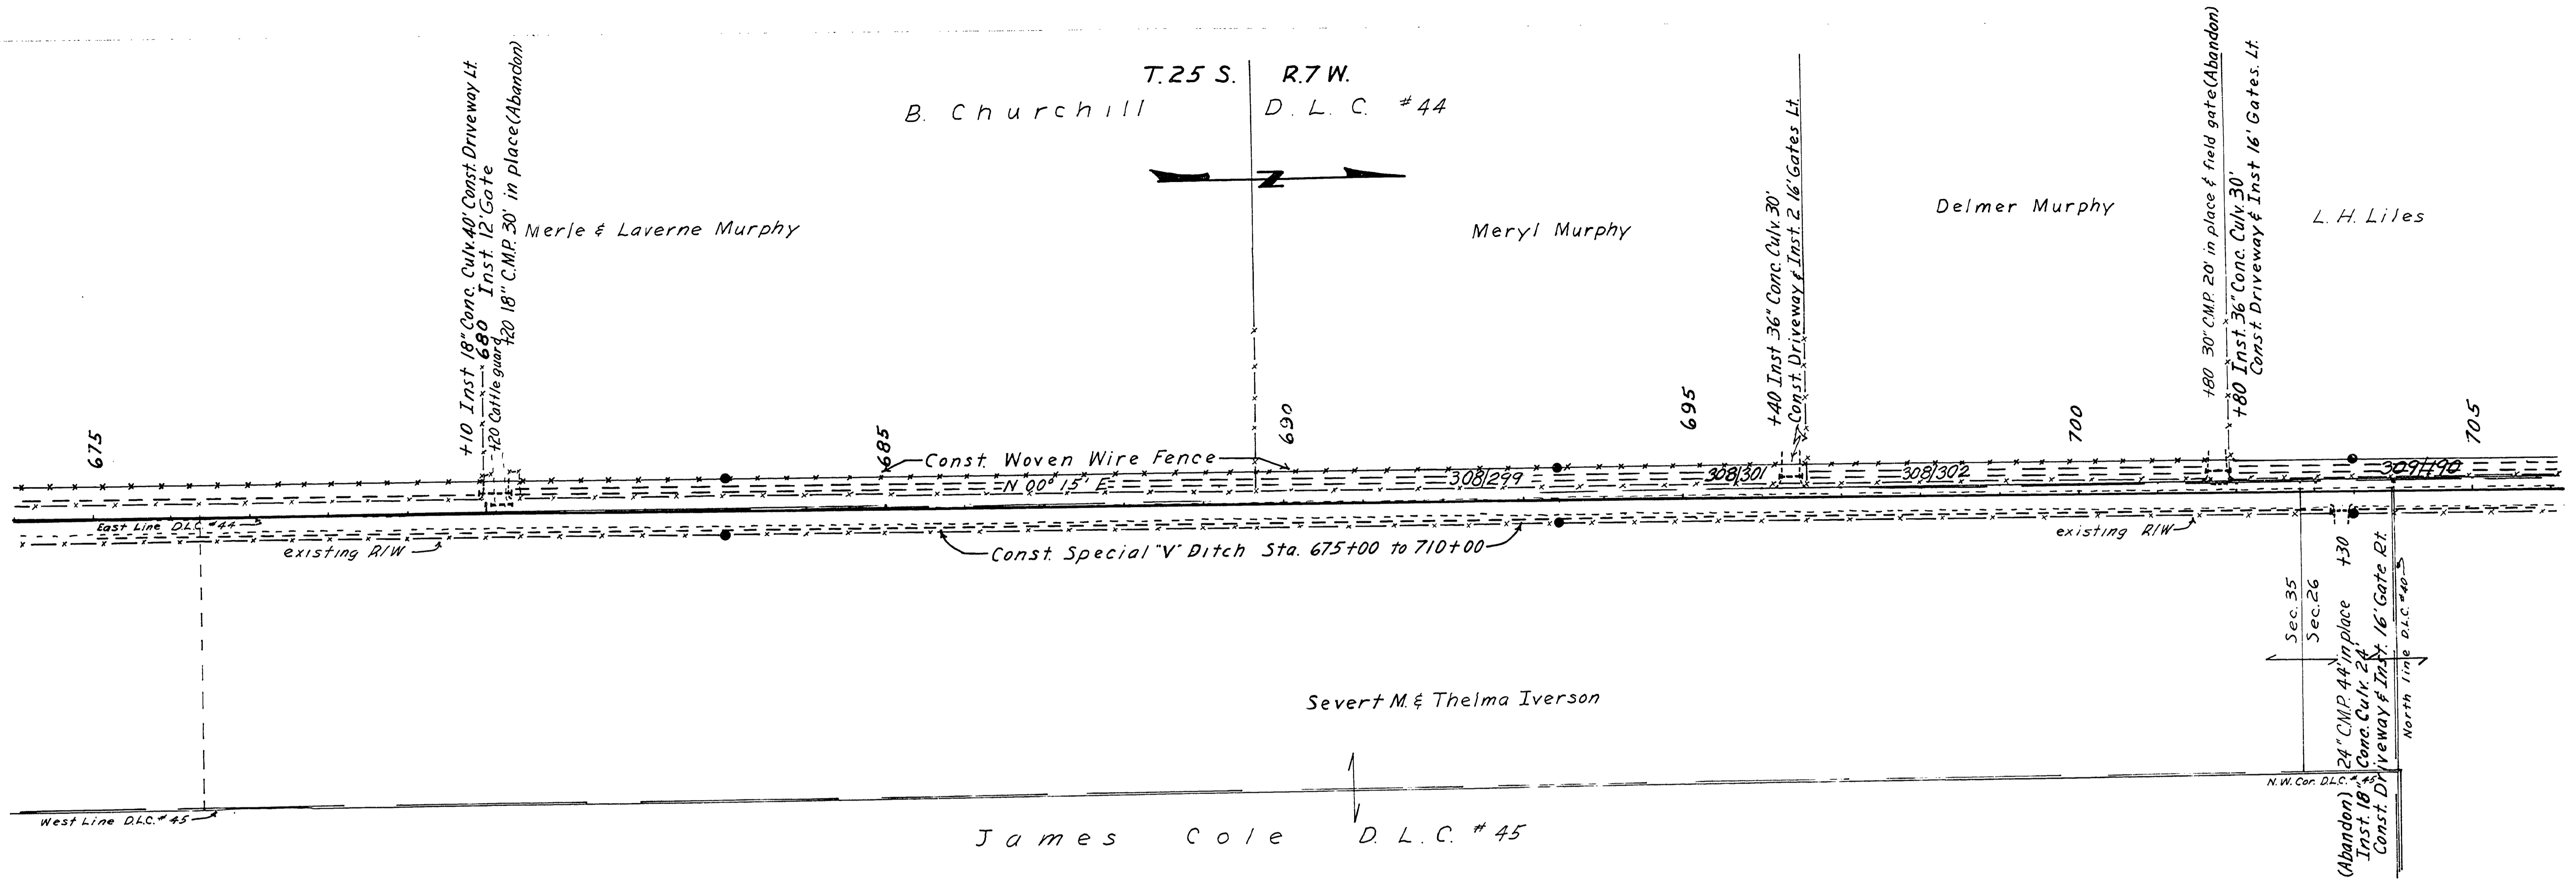 T.25 S. R.7 W.
B. Churchill D. L. C. #44
+10 Inst 18" Conc. Culv. 40' Const. Driveway Lt.
680 Inst. 12' Gate
+20 Cattle guard
+20 18" C.M.P. 30' in place (Abandon)
Merle & Laverne Murphy
Meryl Murphy
+40 Inst 36" Conc. Culv. 30'
Const. Driveway & Inst. 2 16' Gates Lt.
Delmer Murphy
+80 30" C.M.P. 20' in place & field gate (Abandon)
+80 Inst. 36" Conc. Culv. 30'
Const. Driveway & Inst 16' Gates. Lt.
L. H. Liles
675
685
690
695
700
705
Const. Woven Wire Fence
N 00° 15' E
308/299
308/301
308/302
309/190
East Line D.L.C. #44
existing R/W
Const. Special "V" Ditch Sta. 675+00 to 710+00
existing R/W
Sec. 35
Sec. 26
+30
24" C.M.P. 44' in place
(Abandon)
Inst. 18" Conc. Culv. 24'
Const. Driveway & Inst. 16' Gate Rt.
North line D.L.C. #40
Severt M. & Thelma Iverson
N.W. Cor. D.L.C. #45
West Line D.L.C. #45
James Cole D. L. C. #45